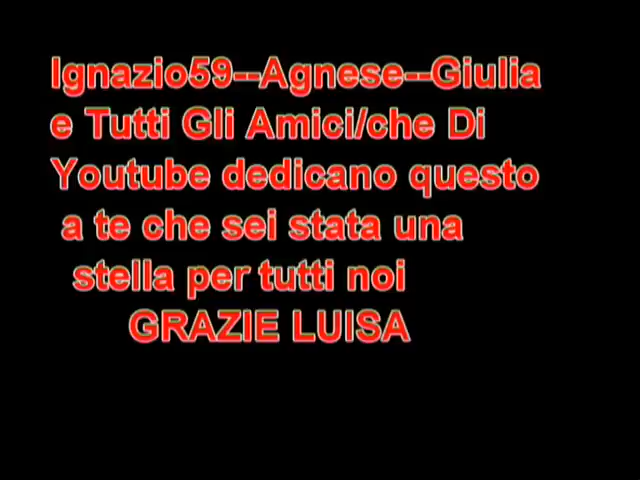 Ignazio59--Agnese--Giulia
e Tutti Gli Amici/che Di
Youtube dedicano questo
a te che sei stata una
stella per tutti noi
GRAZIE LUISA